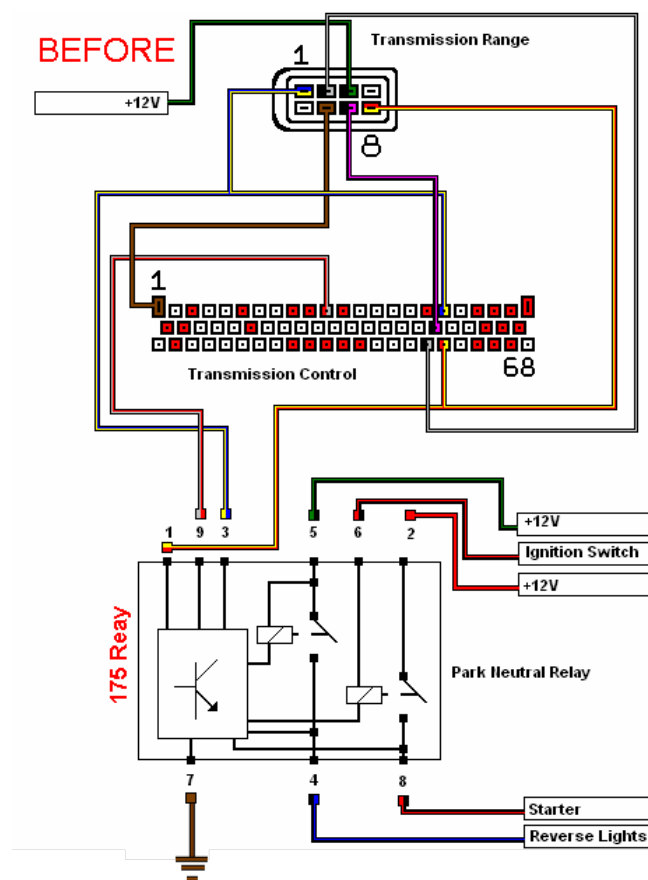 BEFORE
Transmission Range
1
+12V
8
1
68
Transmission Control
1 9 3 5 6 2
+12V
Ignition Switch
+12V
175 Reay
Park Neutral Relay
7 4 8
Starter
Reverse Lights